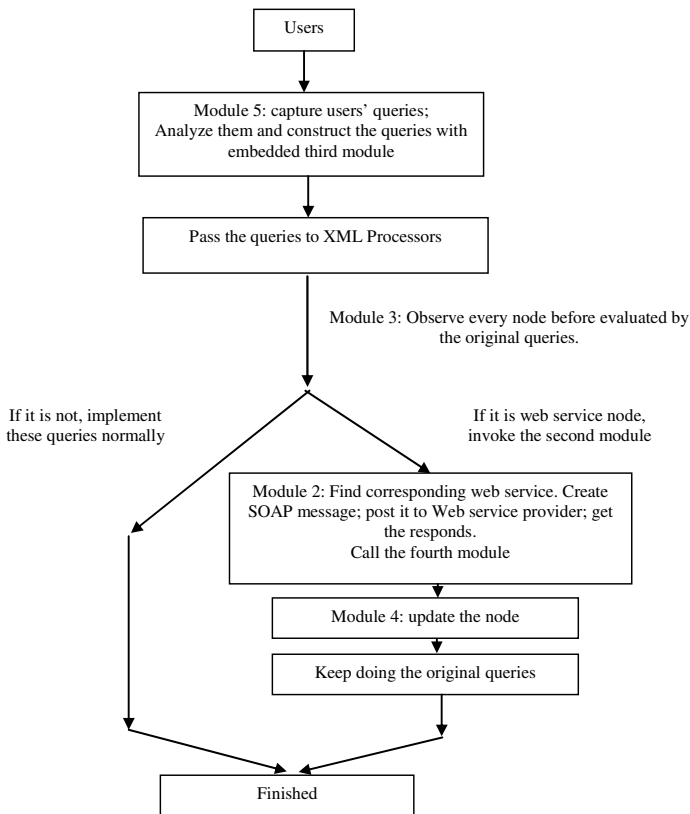 Users
Module 5: capture users' queries;
Analyze them and construct the queries with
embedded third module
Pass the queries to XML Processors
Module 3: Observe every node before evaluated by
the original queries.
If it is not, implement
these queries normally
If it is web service node,
invoke the second module
Module 2: Find corresponding web service. Create
SOAP message; post it to Web service provider; get
the responds.
Call the fourth module
Module 4: update the node
Keep doing the original queries
Finished